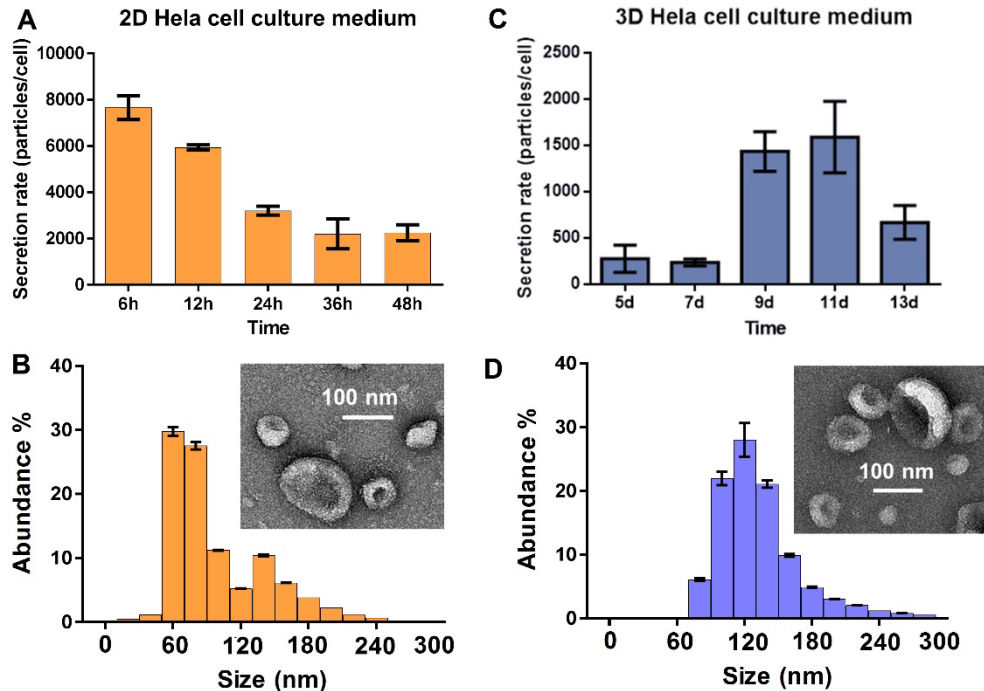 A
2D Hela cell culture medium
Secretion rate (particles/cell)
10000
8000
6000
4000
2000
0
6h 12h 24h 36h 48h
Time
C
3D Hela cell culture medium
Secretion rate (particles/cell)
2500
2000
1500
1000
500
0
5d 7d 9d 11d 13d
Time
B
Abundance %
40
30
20
10
0
100 nm
0 60 120 180 240 300
Size (nm)
D
Abundance %
40
30
20
10
0
100 nm
0 60 120 180 240 300
Size (nm)